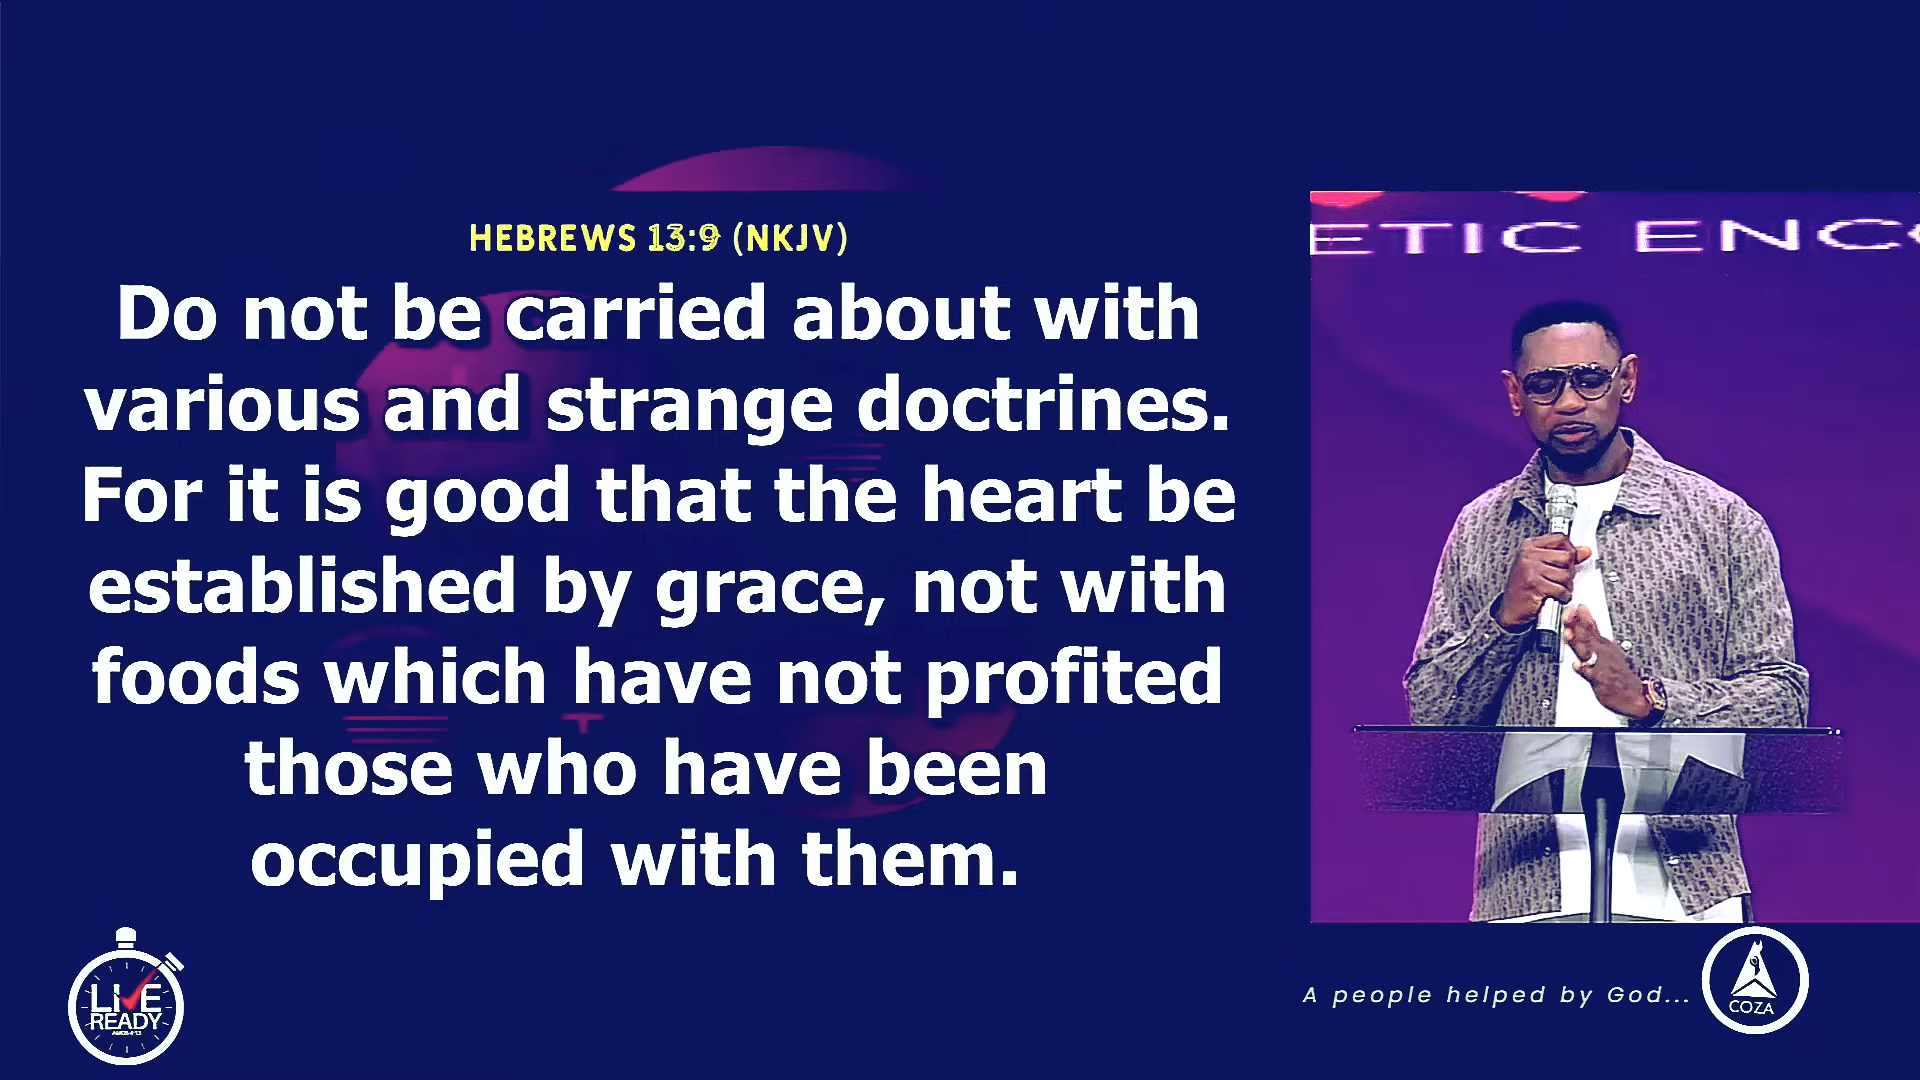 ETIC ENCO
HEBREWS 13:9 (NKJV)
Do not be carried about with
various and strange doctrines.
For it is good that the heart be
established by grace, not with
foods which have not profited
those who have been
occupied with them.
LIVE
READY
A people helped by God...
COZA